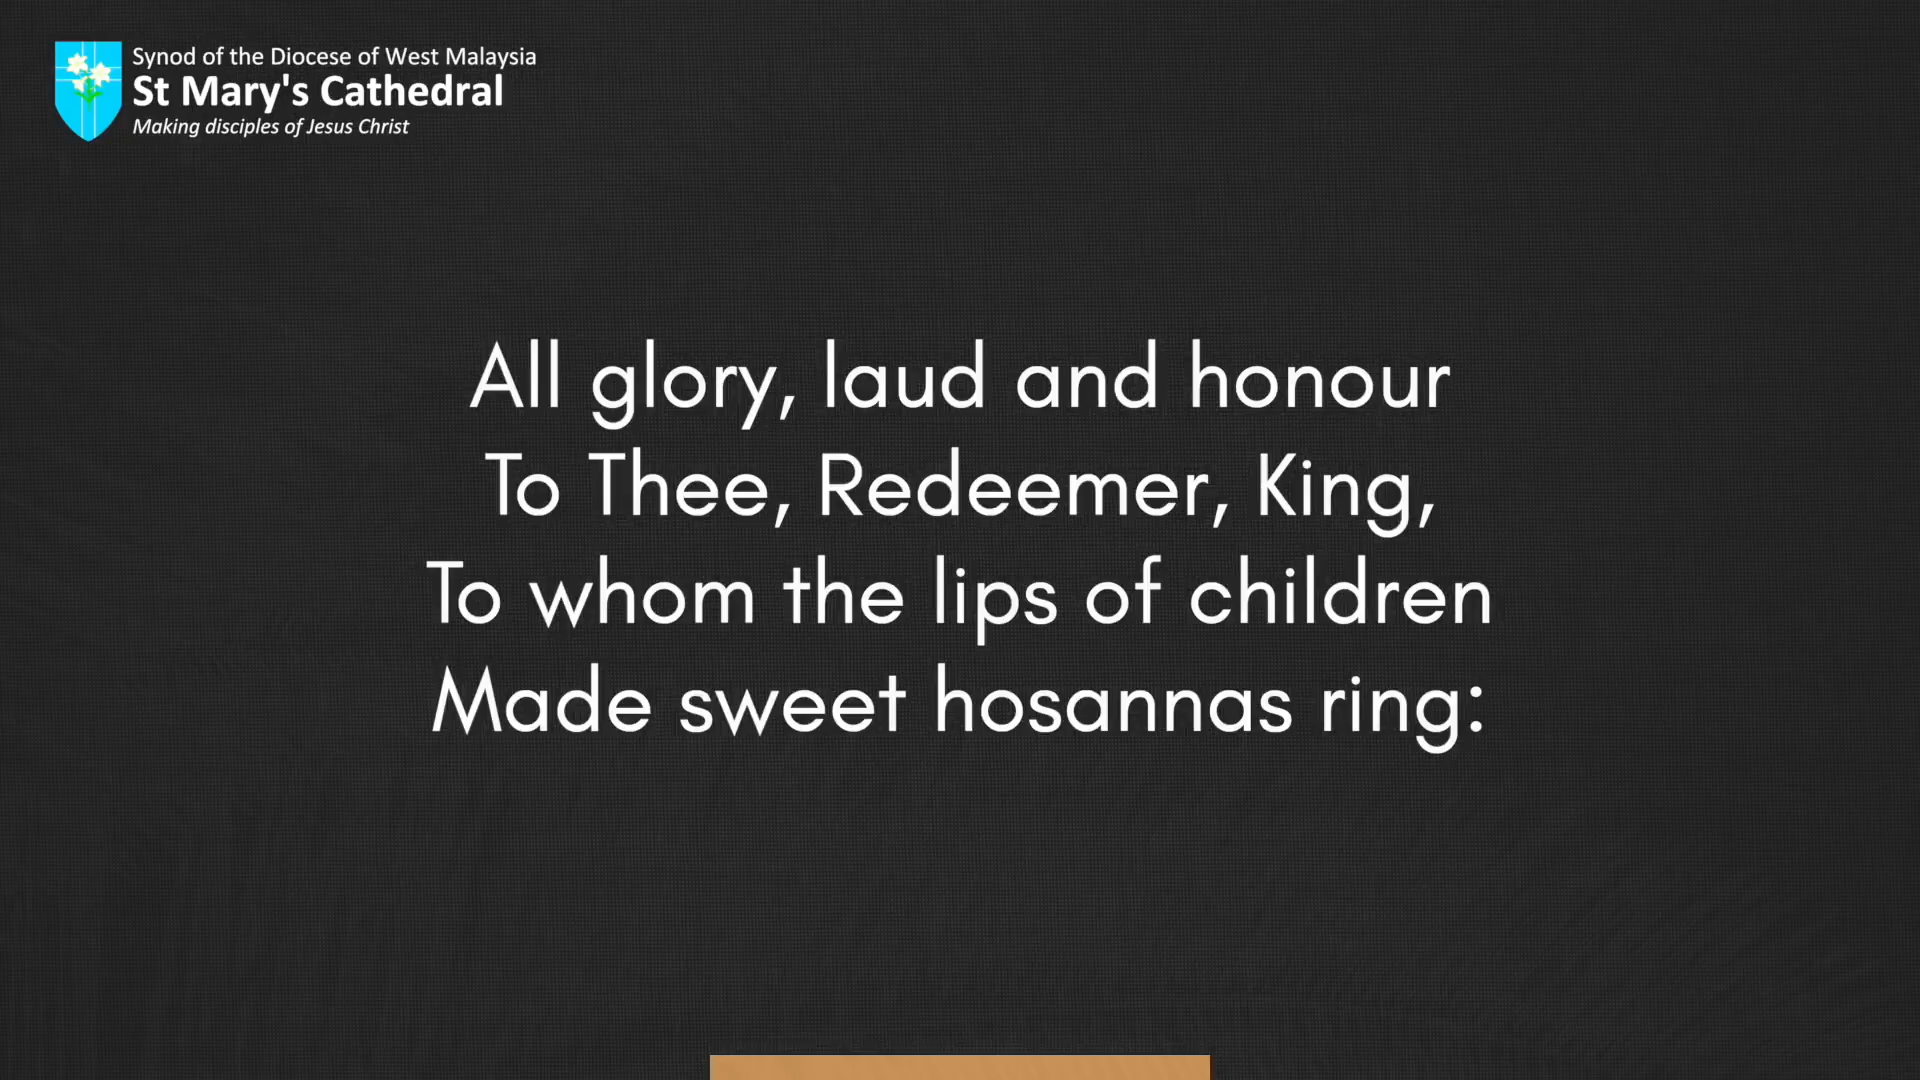 Synod of the Diocese of West Malaysia
St Mary's Cathedral
Making disciples of Jesus Christ
All glory, laud and honour
To Thee, Redeemer, King,
To whom the lips of children
Made sweet hosannas ring: